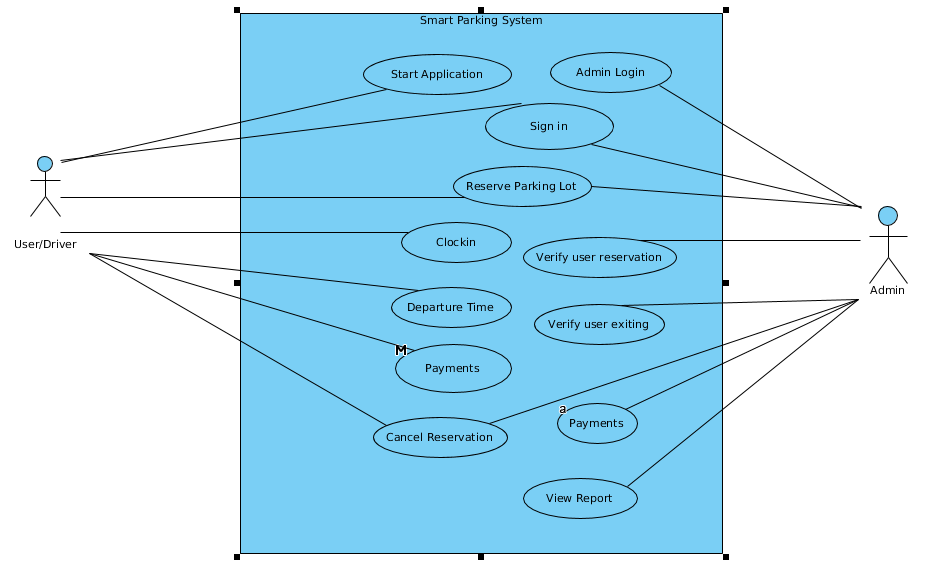 Smart Parking System
Start Application
Admin Login
Sign in
Reserve Parking Lot
User/Driver
Clockin
Verify user reservation
Admin
Departure Time
Verify user exiting
M
Payments
a
Payments
Cancel Reservation
View Report